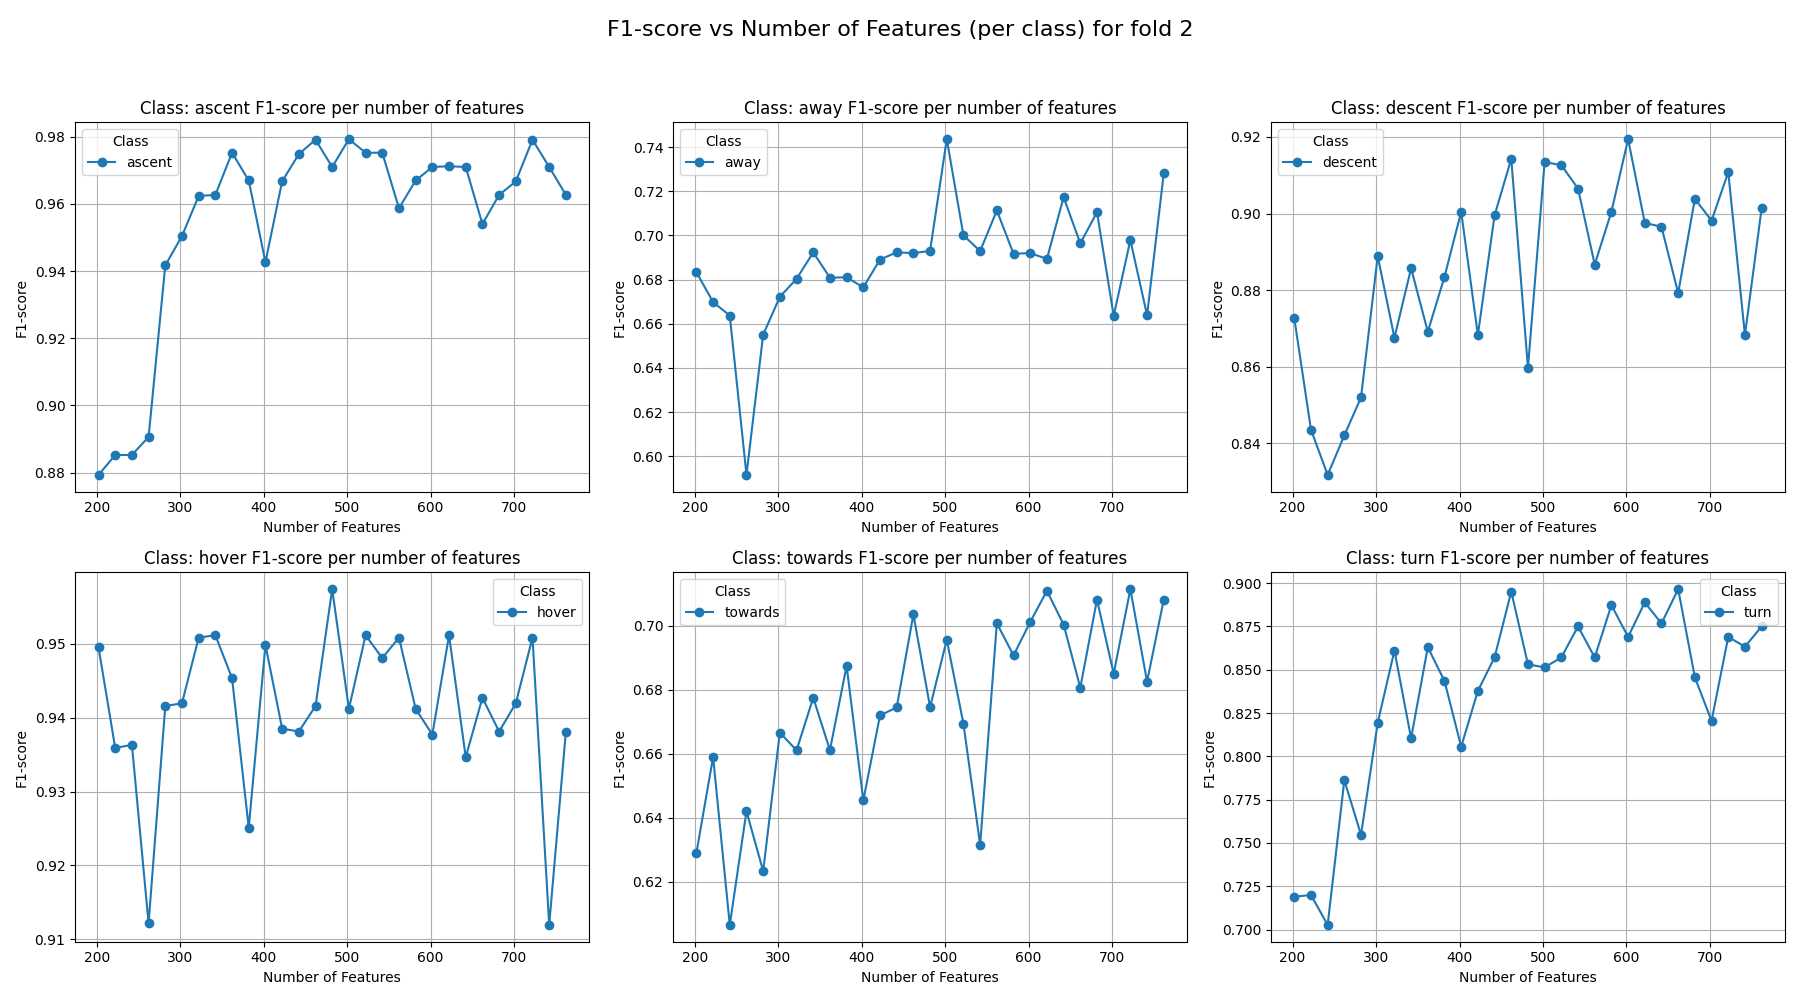 F1-score vs Number of Features (per class) for fold 2
Class: ascent F1-score per number of features
Class
ascent
F1-score
0.98
0.96
0.94
0.92
0.90
0.88
200 300 400 500 600 700
Number of Features
Class: away F1-score per number of features
Class
away
F1-score
0.74
0.72
0.70
0.68
0.66
0.64
0.62
0.60
200 300 400 500 600 700
Number of Features
Class: descent F1-score per number of features
Class
descent
F1-score
0.92
0.90
0.88
0.86
0.84
200 300 400 500 600 700
Number of Features
Class: hover F1-score per number of features
Class
hover
F1-score
0.95
0.94
0.93
0.92
0.91
200 300 400 500 600 700
Number of Features
Class: towards F1-score per number of features
Class
towards
F1-score
0.70
0.68
0.66
0.64
0.62
200 300 400 500 600 700
Number of Features
Class: turn F1-score per number of features
Class
turn
F1-score
0.900
0.875
0.850
0.825
0.800
0.775
0.750
0.725
0.700
200 300 400 500 600 700
Number of Features